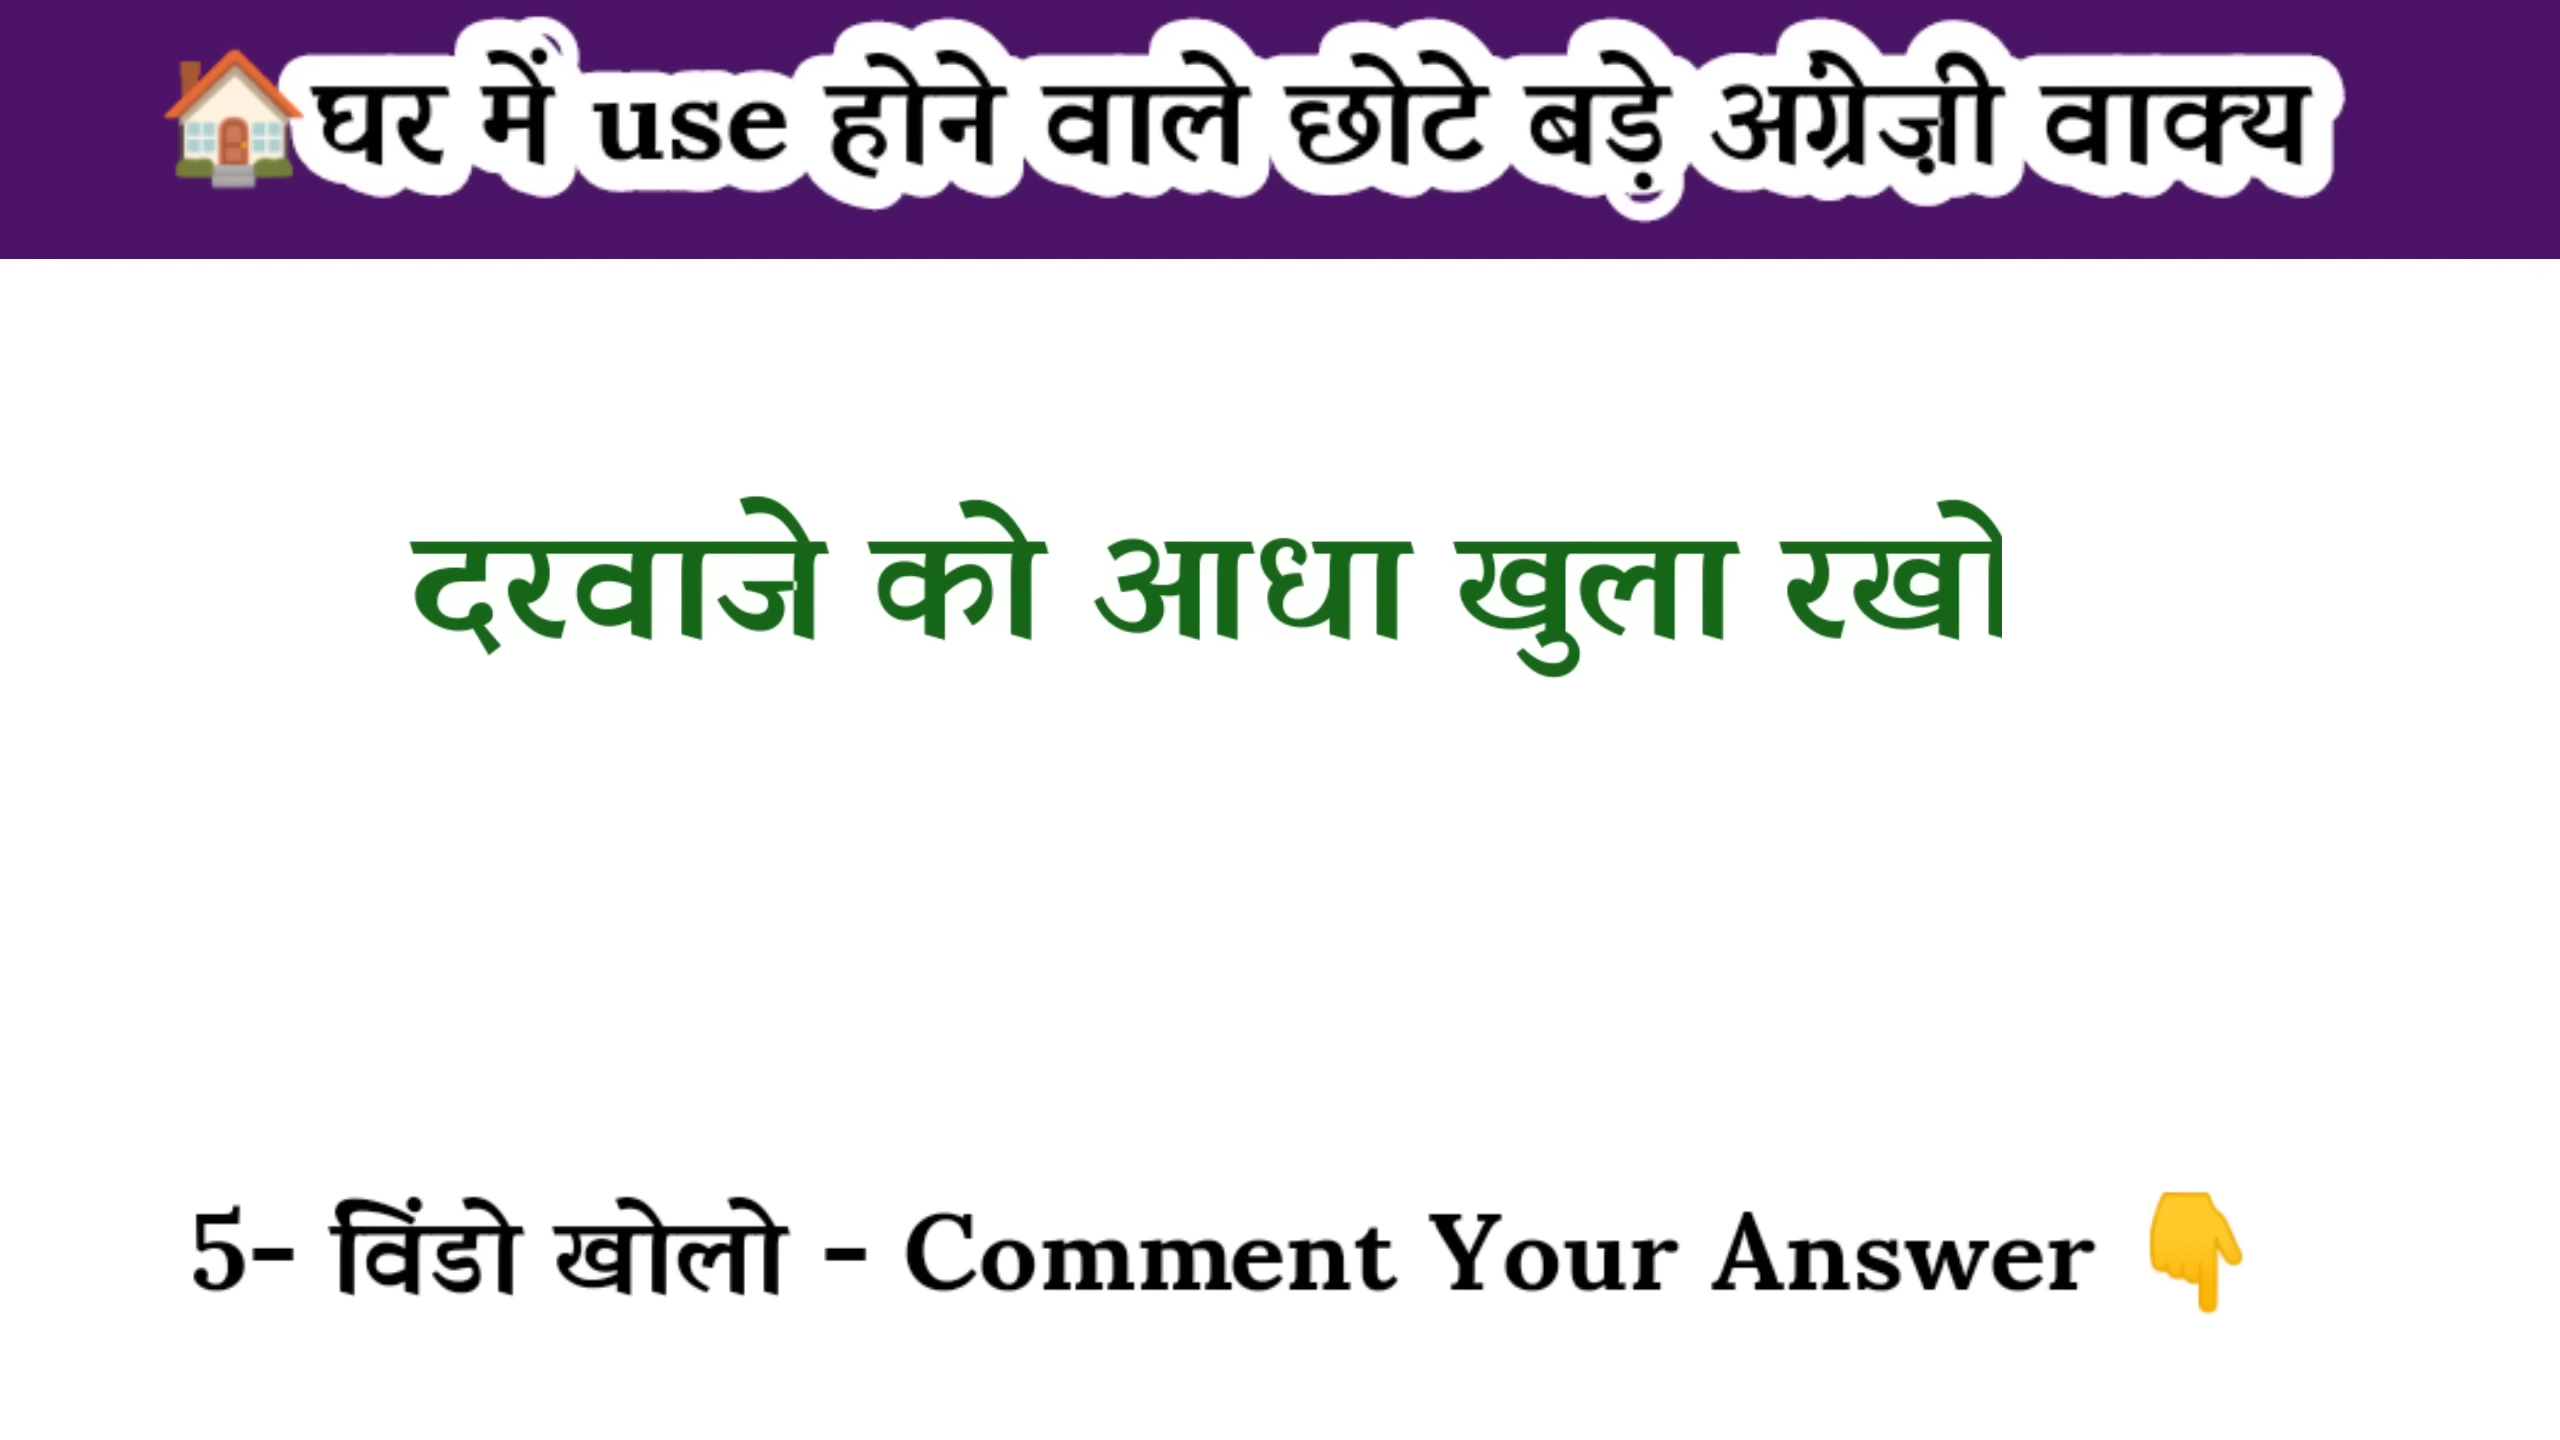 🏠घर में use होने वाले छोटे बड़े अंग्रेज़ी वाक्य
दरवाजे को आधा खुला रखो
5- विंडो खोलो - Comment Your Answer 👇